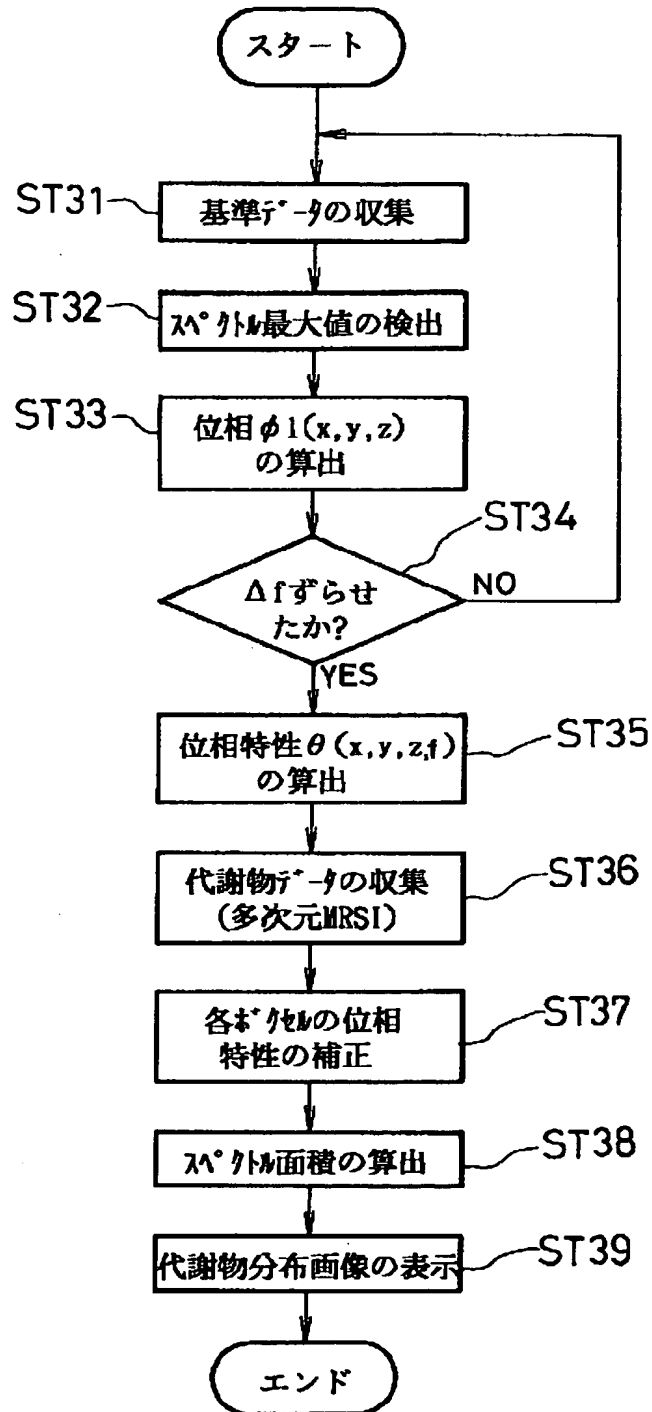 スタート
ST31
基準データの収集
ST32
スペクトル最大値の検出
ST33
位相φ1(x,y,z)
の算出
ST34
Δfずらせ
たか?
NO
YES
ST35
位相特性θ(x,y,z,f)
の算出
ST36
代謝物データの収集
(多次元MRSI)
ST37
各ボクセルの位相
特性の補正
ST38
スペクトル面積の算出
ST39
代謝物分布画像の表示
エンド